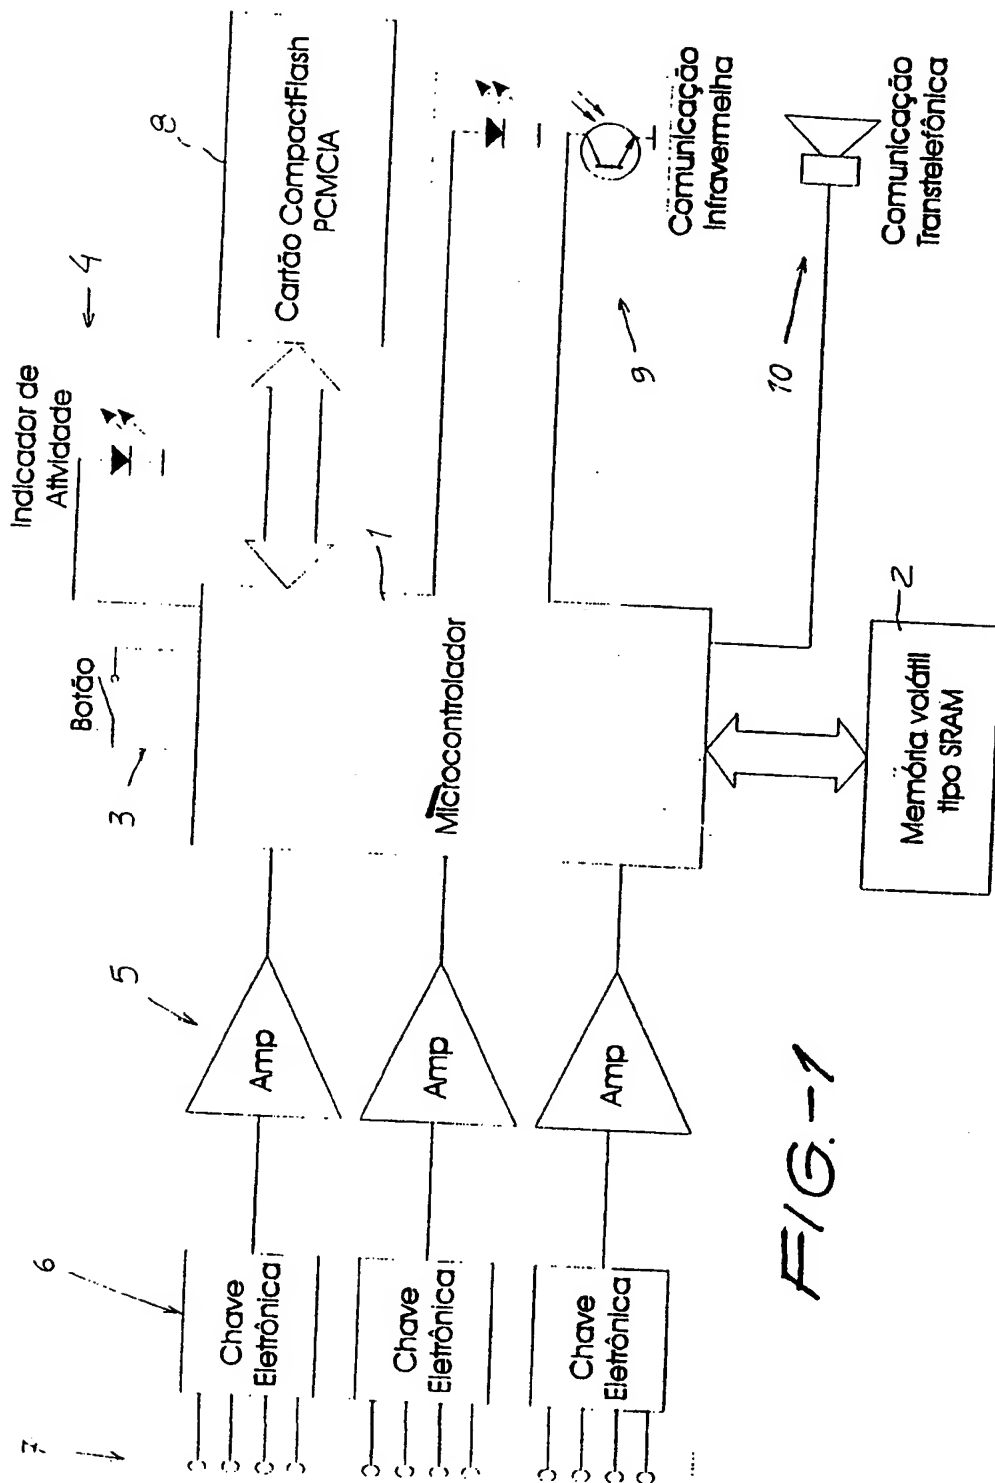 7
6
Chave
Eletrônica
Chave
Eletrônica
Chave
Eletrônica
5
Amp
Amp
Amp
3
Botão
Indicador de
Atividade
4
Microcontrolador
1
8
Cartão CompactFlash
PCMCIA
9
Comunicação
Infravermelha
10
Comunicação
Transtelefônica
2
Memória volátil
tipo SRAM
FIG.-1